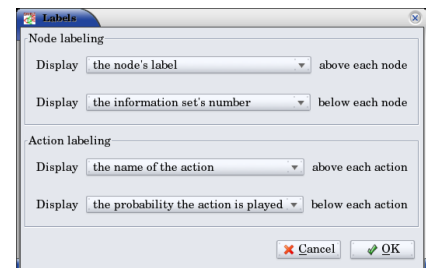 Labels
Node labeling
Display the node's label above each node
Display the information set's number below each node
Action labeling
Display the name of the action above each action
Display the probability the action is played below each action
Cancel OK